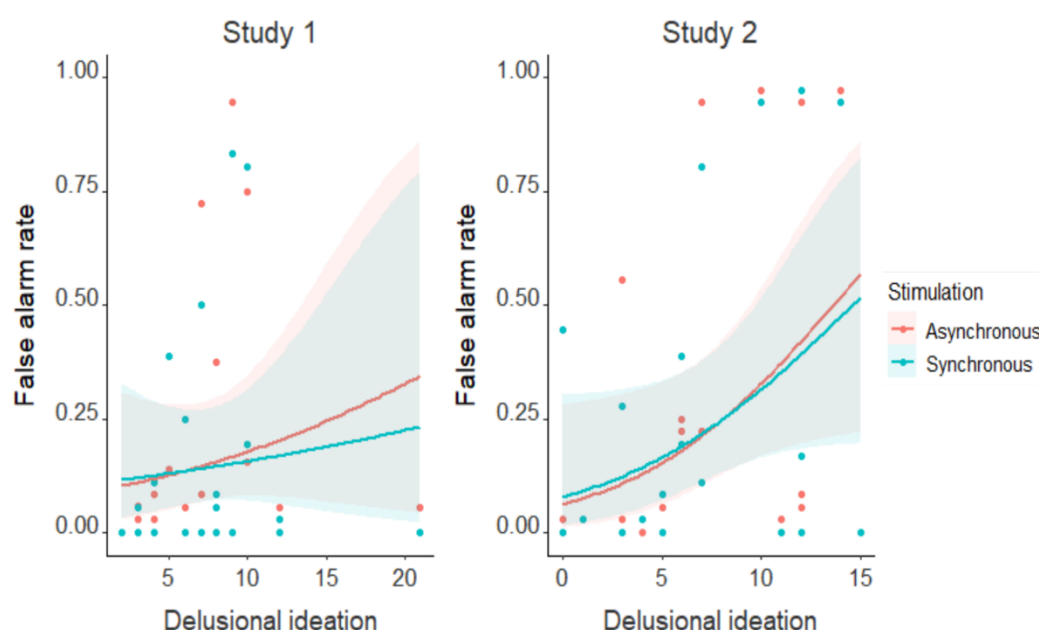 Study 1
Study 2
False alarm rate
1.00
0.75
0.50
0.25
0.00
5
10
15
20
Delusional ideation
False alarm rate
1.00
0.75
0.50
0.25
0.00
0
5
10
15
Delusional ideation
Stimulation
Asynchronous
Synchronous